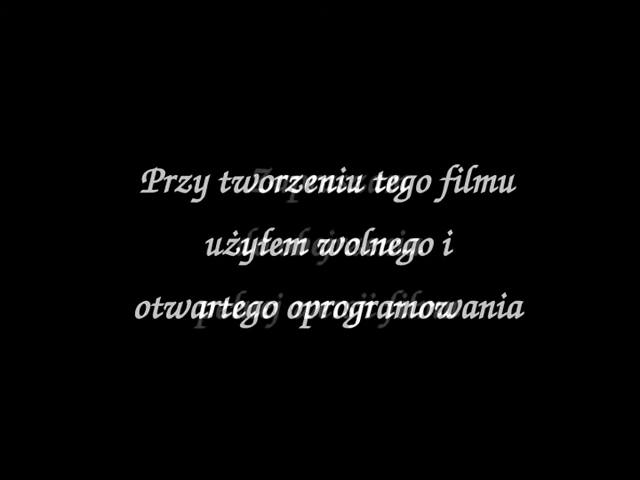 Przy tworzeniu tego filmu
użyłem wolnego i
otwartego oprogramowania